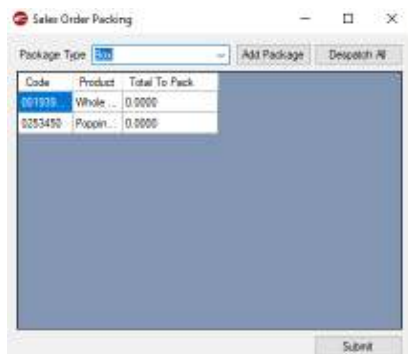 Sales Order Packing
Package Type Box Add Package Despatch All
Code Product Total To Pack
001939... Whole ... 0.0000
0253450 Poppin... 0.0000
Submit